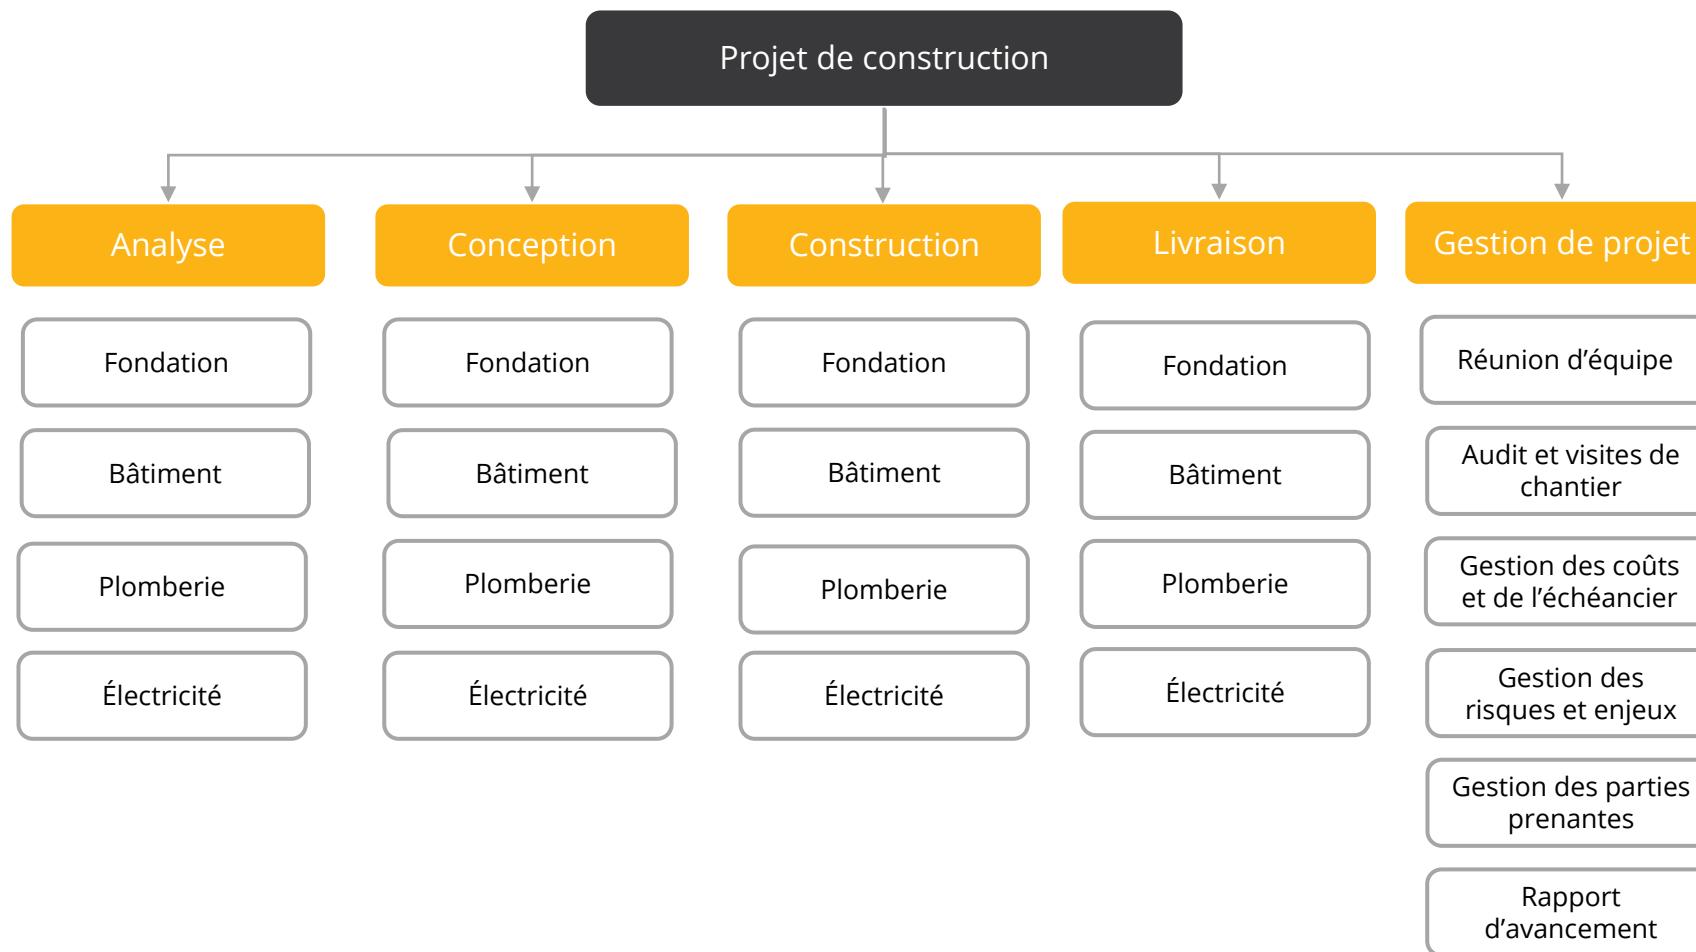 Projet de construction
Analyse
Conception
Construction
Livraison
Gestion de projet
Fondation
Fondation
Fondation
Fondation
Réunion d’équipe
Bâtiment
Bâtiment
Bâtiment
Bâtiment
Audit et visites de
chantier
Plomberie
Plomberie
Plomberie
Plomberie
Gestion des coûts
et de l’échéancier
Électricité
Électricité
Électricité
Électricité
Gestion des
risques et enjeux
Gestion des parties
prenantes
Rapport
d’avancement